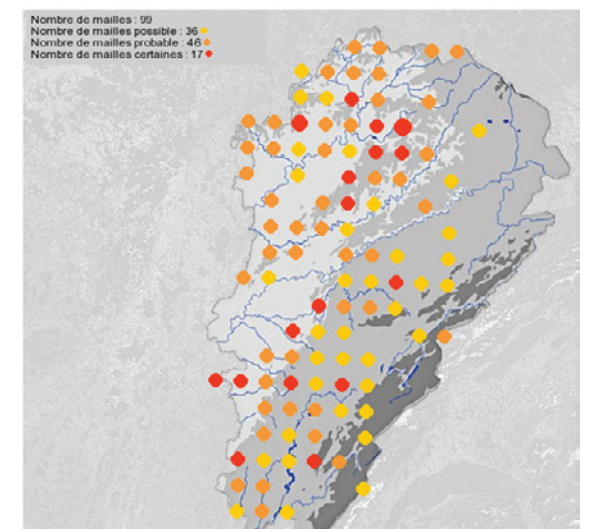 Nombre de mailles : 99
Nombre de mailles possible : 36
Nombre de mailles probable : 46
Nombre de mailles certaines : 17